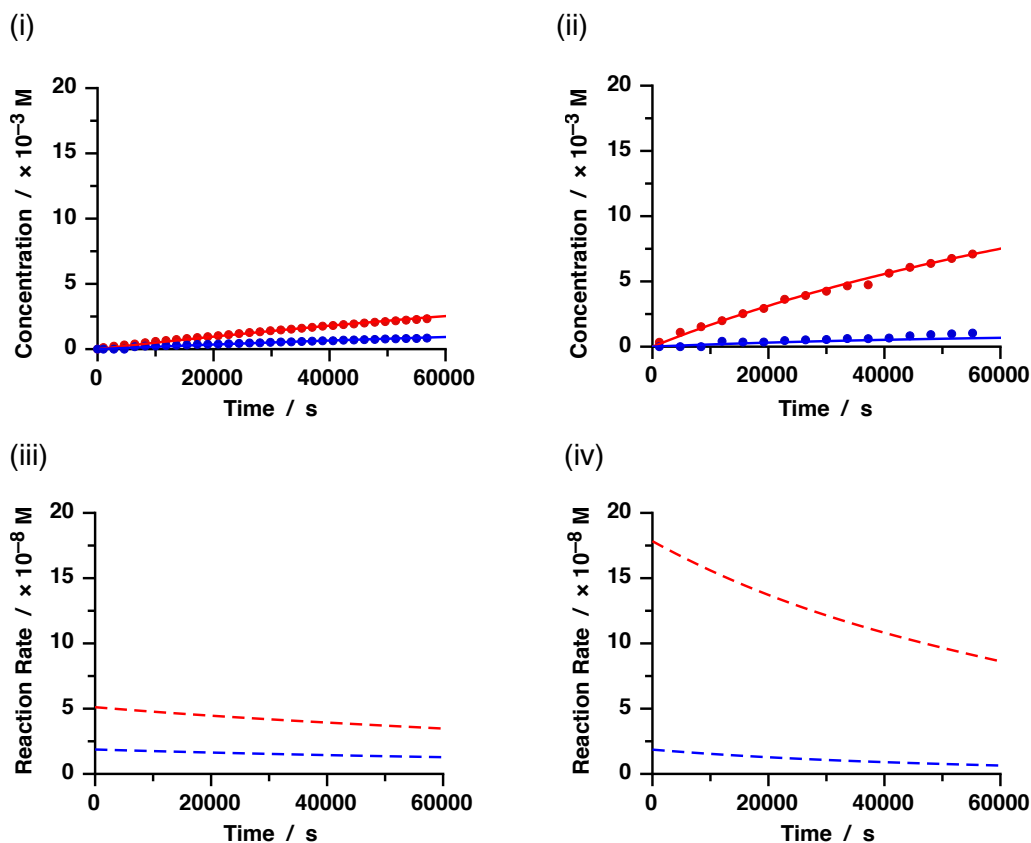 (i)
(ii)
20
15
10
5
0
Concentration / × 10⁻³ M
0 20000 40000 60000
Time / s
20
15
10
5
0
Concentration / × 10⁻³ M
0 20000 40000 60000
Time / s
(iii)
(iv)
20
15
10
5
0
Reaction Rate / × 10⁻⁸ M
0 20000 40000 60000
Time / s
20
15
10
5
0
Reaction Rate / × 10⁻⁸ M
0 20000 40000 60000
Time / s